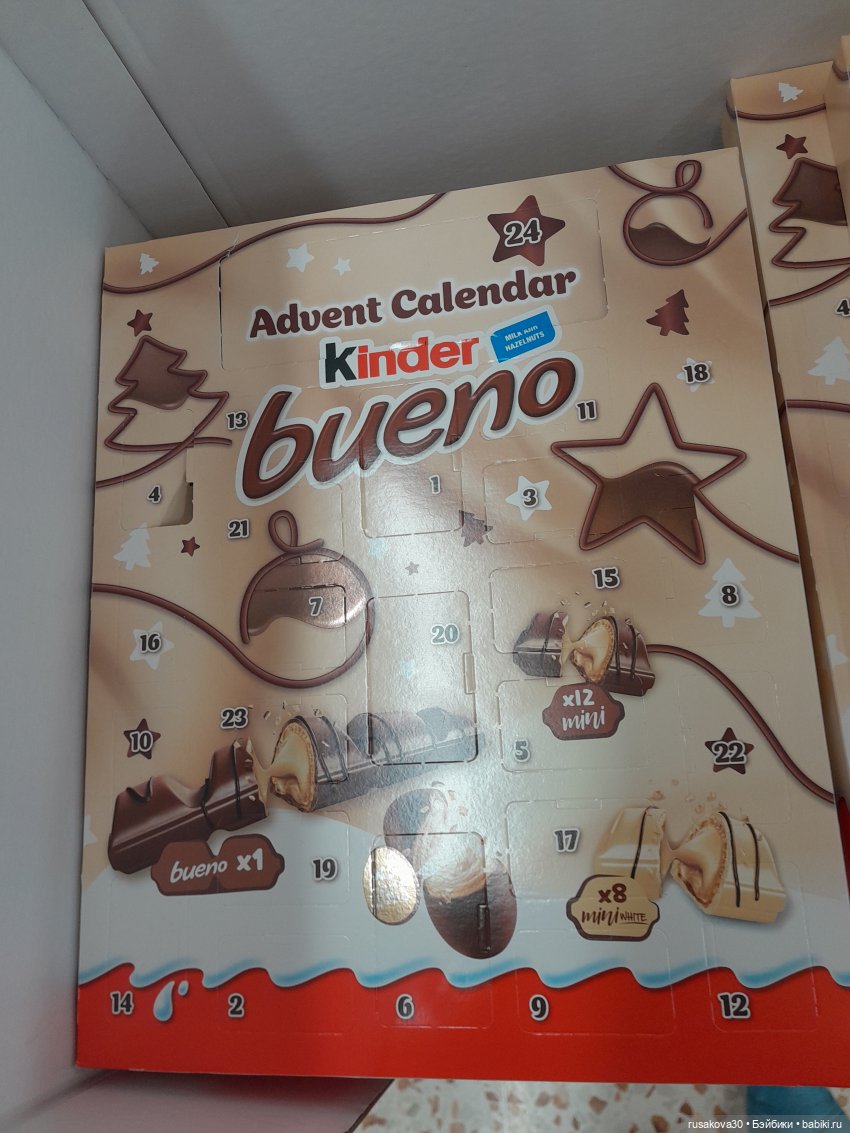 24
Advent Calendar
Kinder
MILK AND
HAZELNUTS
bueno
18
13
11
4
1
3
4
21
15
8
7
16
20
x12
mini
23
10
5
22
17
bueno x1
19
x8
mini WHITE
14
2
6
9
12
rusakova30 • Бэйбики • babiki.ru